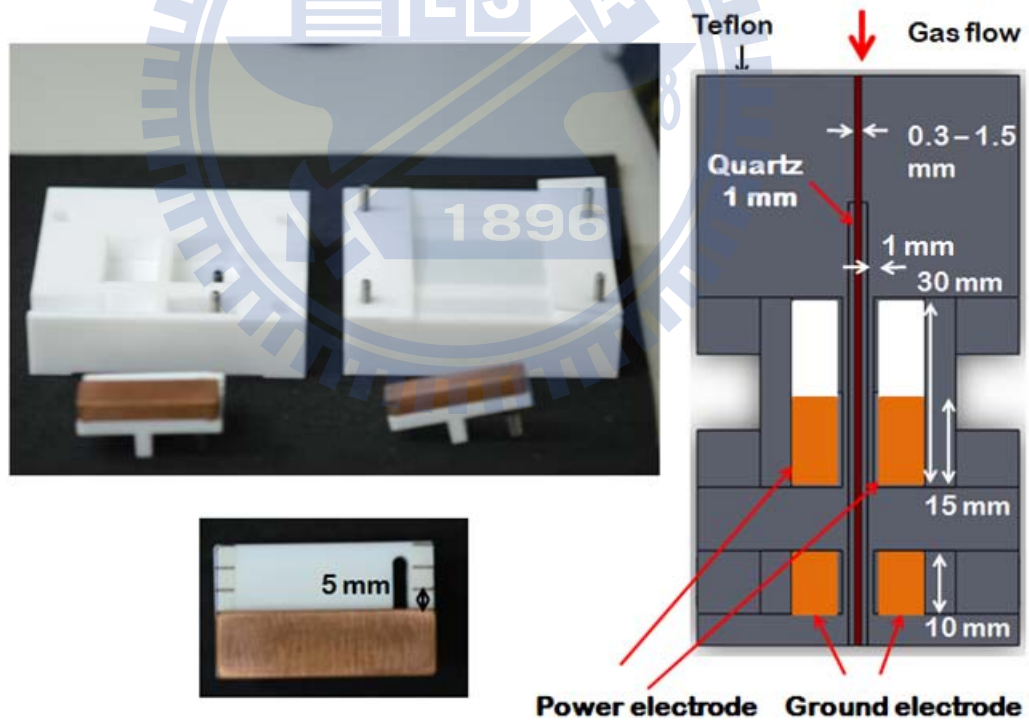 Teflon
Gas flow
0.3 – 1.5
mm
Quartz
1 mm
1 mm
30 mm
15 mm
10 mm
5 mm
Power electrode
Ground electrode
1896